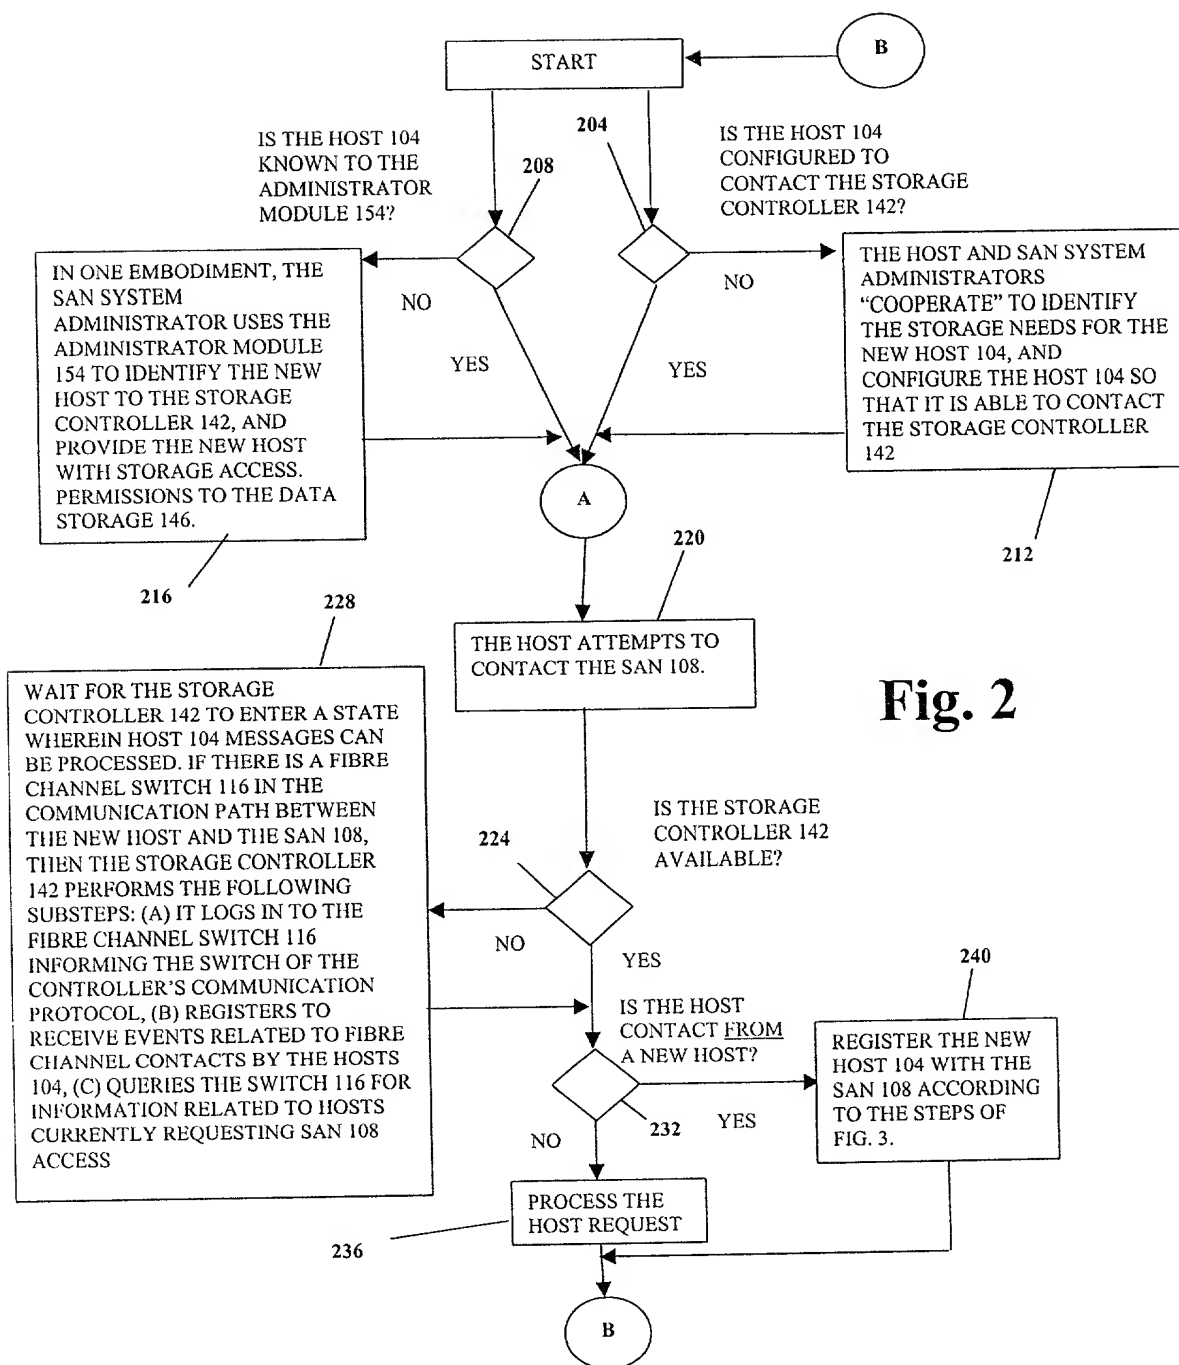 B
START
IS THE HOST 104
KNOWN TO THE
ADMINISTRATOR
MODULE 154?
208
204
IS THE HOST 104
CONFIGURED TO
CONTACT THE STORAGE
CONTROLLER 142?
IN ONE EMBODIMENT, THE
SAN SYSTEM
ADMINISTRATOR USES THE
ADMINISTRATOR MODULE
154 TO IDENTIFY THE NEW
HOST TO THE STORAGE
CONTROLLER 142, AND
PROVIDE THE NEW HOST
WITH STORAGE ACCESS.
PERMISSIONS TO THE DATA
STORAGE 146.
NO
YES
NO
YES
THE HOST AND SAN SYSTEM
ADMINISTRATORS
“COOPERATE” TO IDENTIFY
THE STORAGE NEEDS FOR THE
NEW HOST 104, AND
CONFIGURE THE HOST 104 SO
THAT IT IS ABLE TO CONTACT
THE STORAGE CONTROLLER
142
A
216
212
220
THE HOST ATTEMPTS TO
CONTACT THE SAN 108.
Fig. 2
228
WAIT FOR THE STORAGE
CONTROLLER 142 TO ENTER A STATE
WHEREIN HOST 104 MESSAGES CAN
BE PROCESSED. IF THERE IS A FIBRE
CHANNEL SWITCH 116 IN THE
COMMUNICATION PATH BETWEEN
THE NEW HOST AND THE SAN 108,
THEN THE STORAGE CONTROLLER
142 PERFORMS THE FOLLOWING
SUBSTEPS: (A) IT LOGS IN TO THE
FIBRE CHANNEL SWITCH 116
INFORMING THE SWITCH OF THE
CONTROLLER’S COMMUNICATION
PROTOCOL, (B) REGISTERS TO
RECEIVE EVENTS RELATED TO FIBRE
CHANNEL CONTACTS BY THE HOSTS
104, (C) QUERIES THE SWITCH 116 FOR
INFORMATION RELATED TO HOSTS
CURRENTLY REQUESTING SAN 108
ACCESS
224
IS THE STORAGE
CONTROLLER 142
AVAILABLE?
NO
YES
IS THE HOST
CONTACT FROM
A NEW HOST?
240
REGISTER THE NEW
HOST 104 WITH THE
SAN 108 ACCORDING
TO THE STEPS OF
FIG. 3.
232
YES
NO
PROCESS THE
HOST REQUEST
236
B